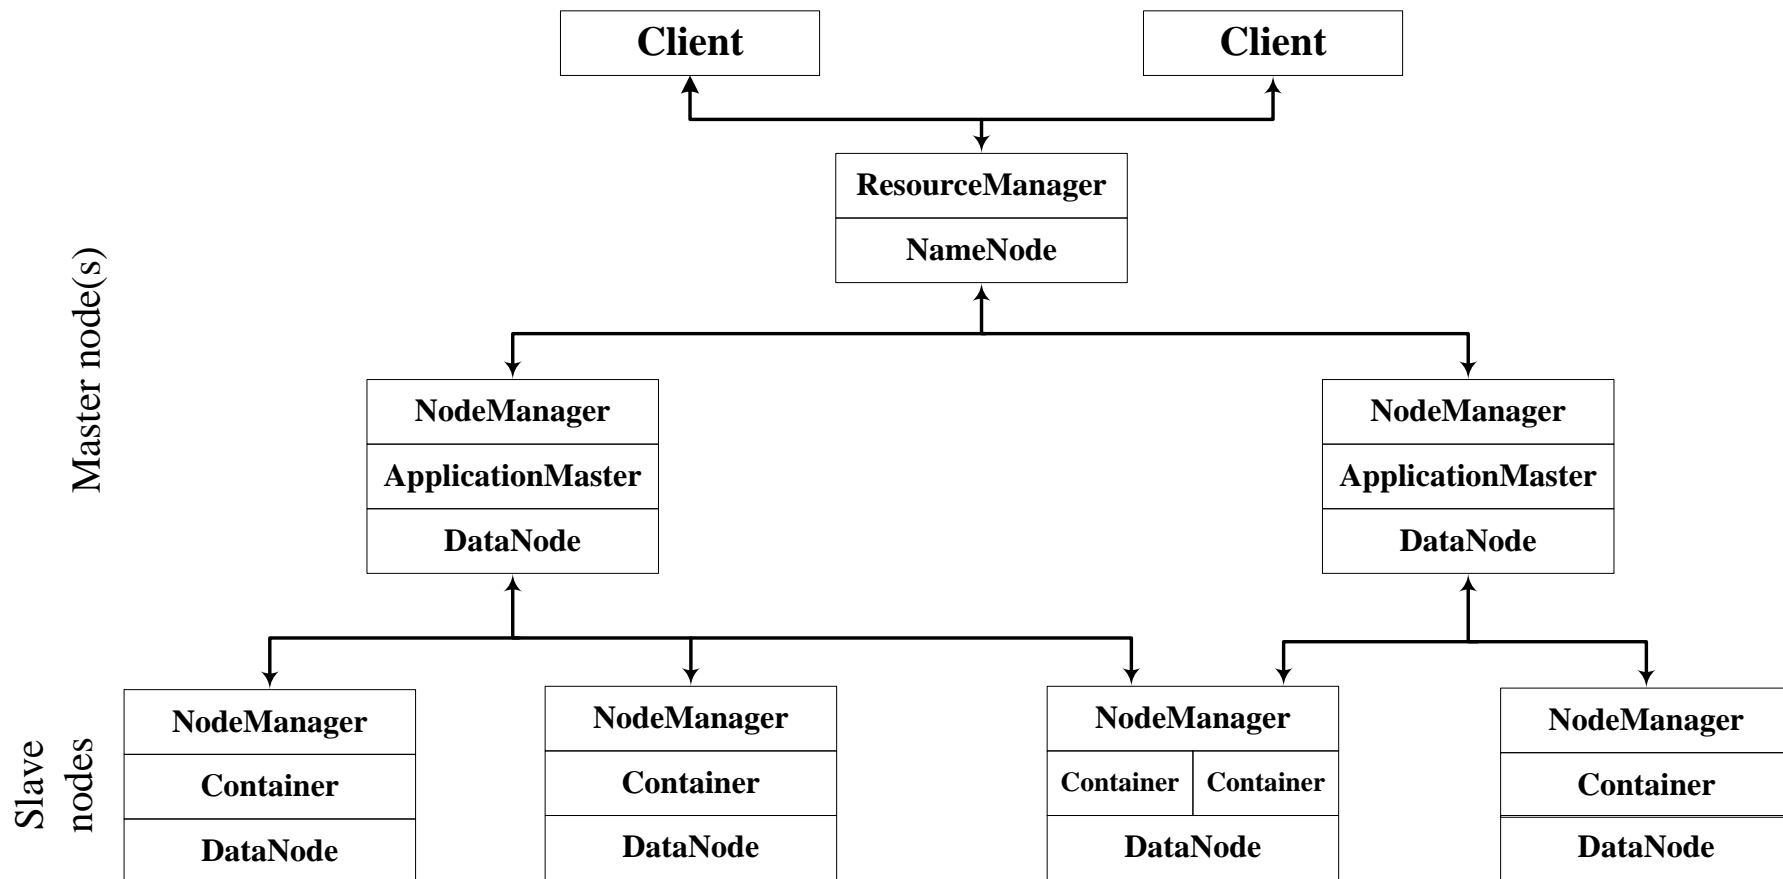 Client
Client
ResourceManager
NameNode
Master node(s)
NodeManager
ApplicationMaster
DataNode
NodeManager
ApplicationMaster
DataNode
Slave
nodes
NodeManager
Container
DataNode
NodeManager
Container
DataNode
NodeManager
Container Container
DataNode
NodeManager
Container
DataNode